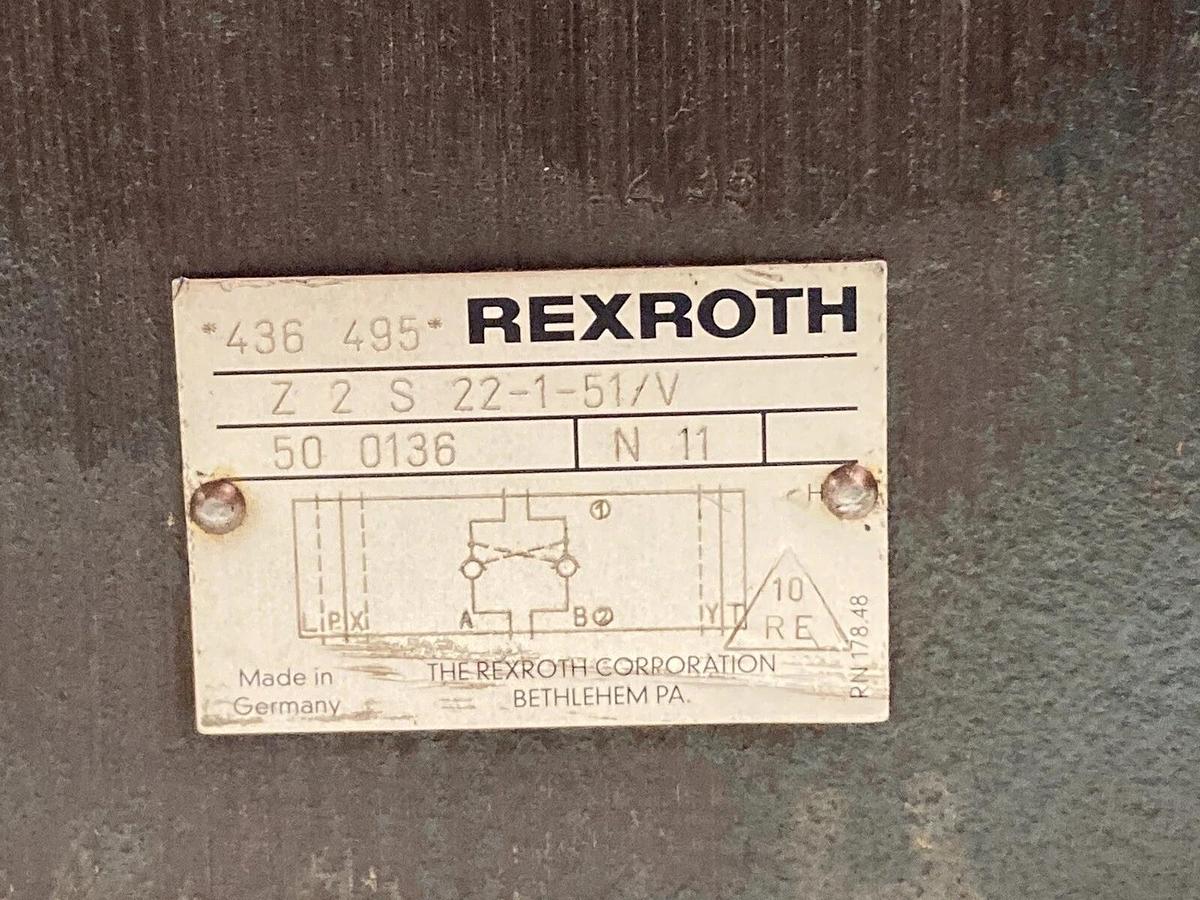 *436 495* REXROTH
Z 2 S 22-1-51/V
50 0136 N 11
H
①
L P X A B② Y T
10
RE
RN 178.48
Made in
Germany
THE REXROTH CORPORATION
BETHLEHEM PA.